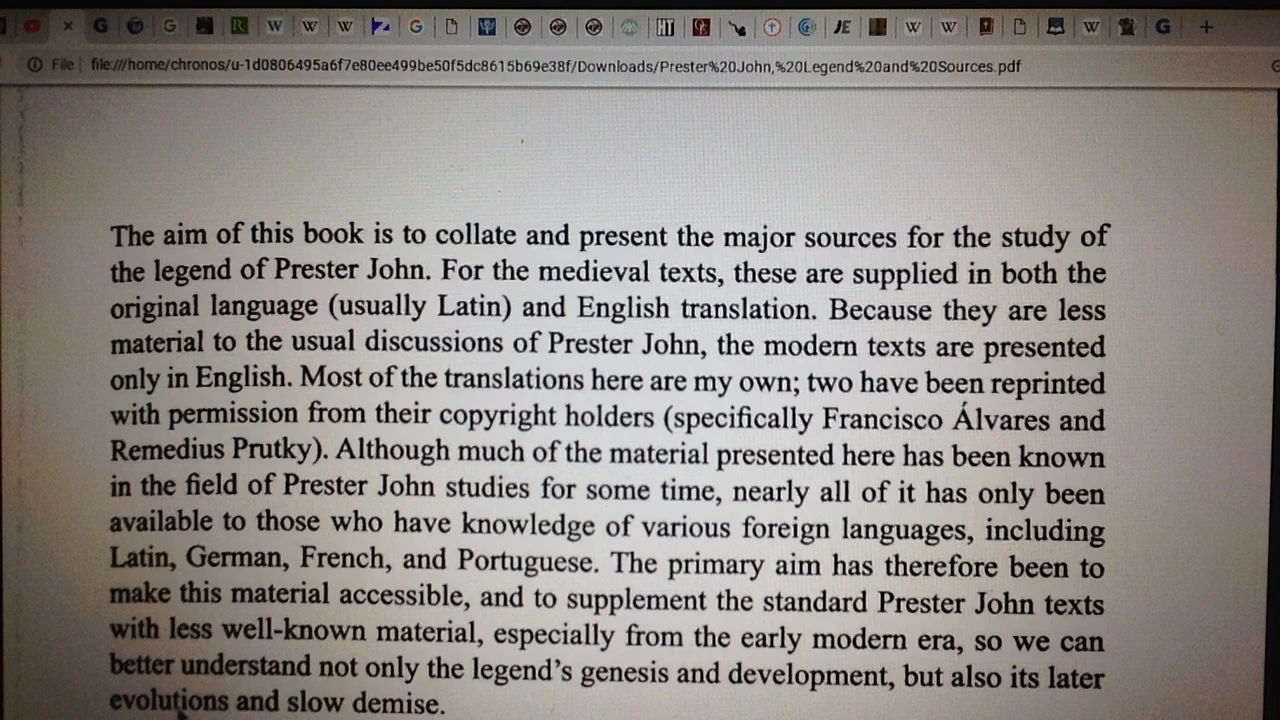 File file:///home/chronos/u-1d0806495a6f7e80ee499be50f5dc8615b69e38f/Downloads/Prester%20John,%20Legend%20and%20Sources.pdf
The aim of this book is to collate and present the major sources for the study of
the legend of Prester John. For the medieval texts, these are supplied in both the
original language (usually Latin) and English translation. Because they are less
material to the usual discussions of Prester John, the modern texts are presented
only in English. Most of the translations here are my own; two have been reprinted
with permission from their copyright holders (specifically Francisco Álvares and
Remedius Prutky). Although much of the material presented here has been known
in the field of Prester John studies for some time, nearly all of it has only been
available to those who have knowledge of various foreign languages, including
Latin, German, French, and Portuguese. The primary aim has therefore been to
make this material accessible, and to supplement the standard Prester John texts
with less well-known material, especially from the early modern era, so we can
better understand not only the legend’s genesis and development, but also its later
evolutions and slow demise.